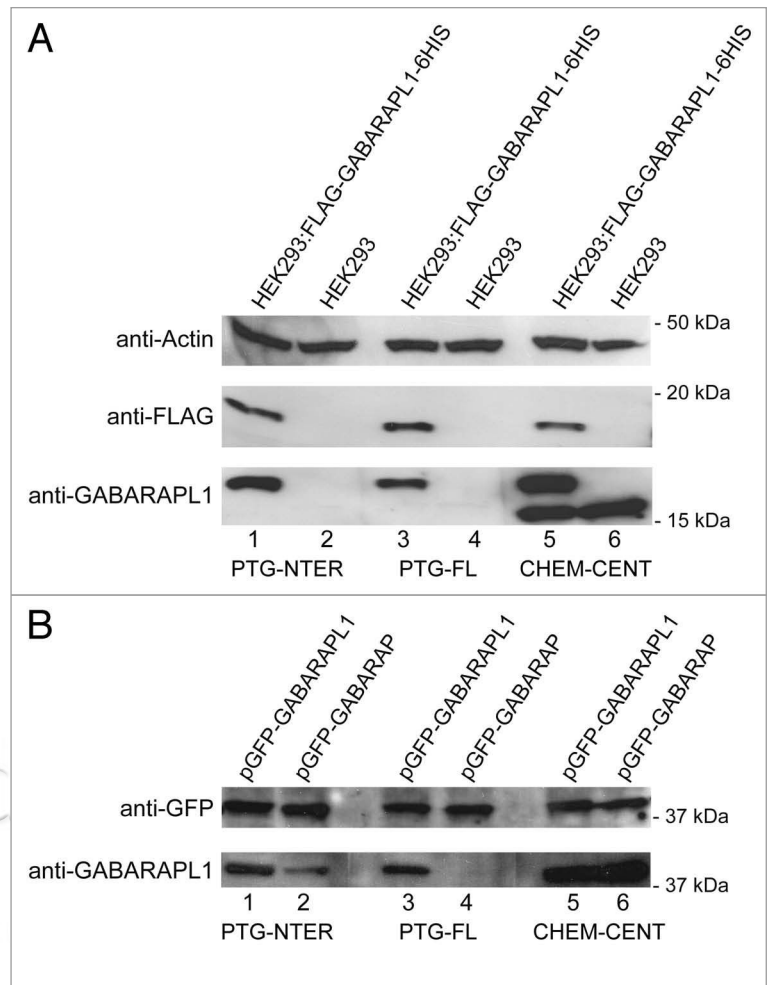 A
HEK293:FLAG-GABARAPL1-6HIS
HEK293
HEK293:FLAG-GABARAPL1-6HIS
HEK293
HEK293:FLAG-GABARAPL1-6HIS
HEK293
anti-Actin
- 50 kDa
anti-FLAG
- 20 kDa
anti-GABARAPL1
- 15 kDa
1 2 3 4 5 6
PTG-NTER PTG-FL CHEM-CENT
B
pGFP-GABARAPL1
pGFP-GABARAP
pGFP-GABARAPL1
pGFP-GABARAP
pGFP-GABARAPL1
pGFP-GABARAP
anti-GFP
- 37 kDa
anti-GABARAPL1
- 37 kDa
1 2 3 4 5 6
PTG-NTER PTG-FL CHEM-CENT